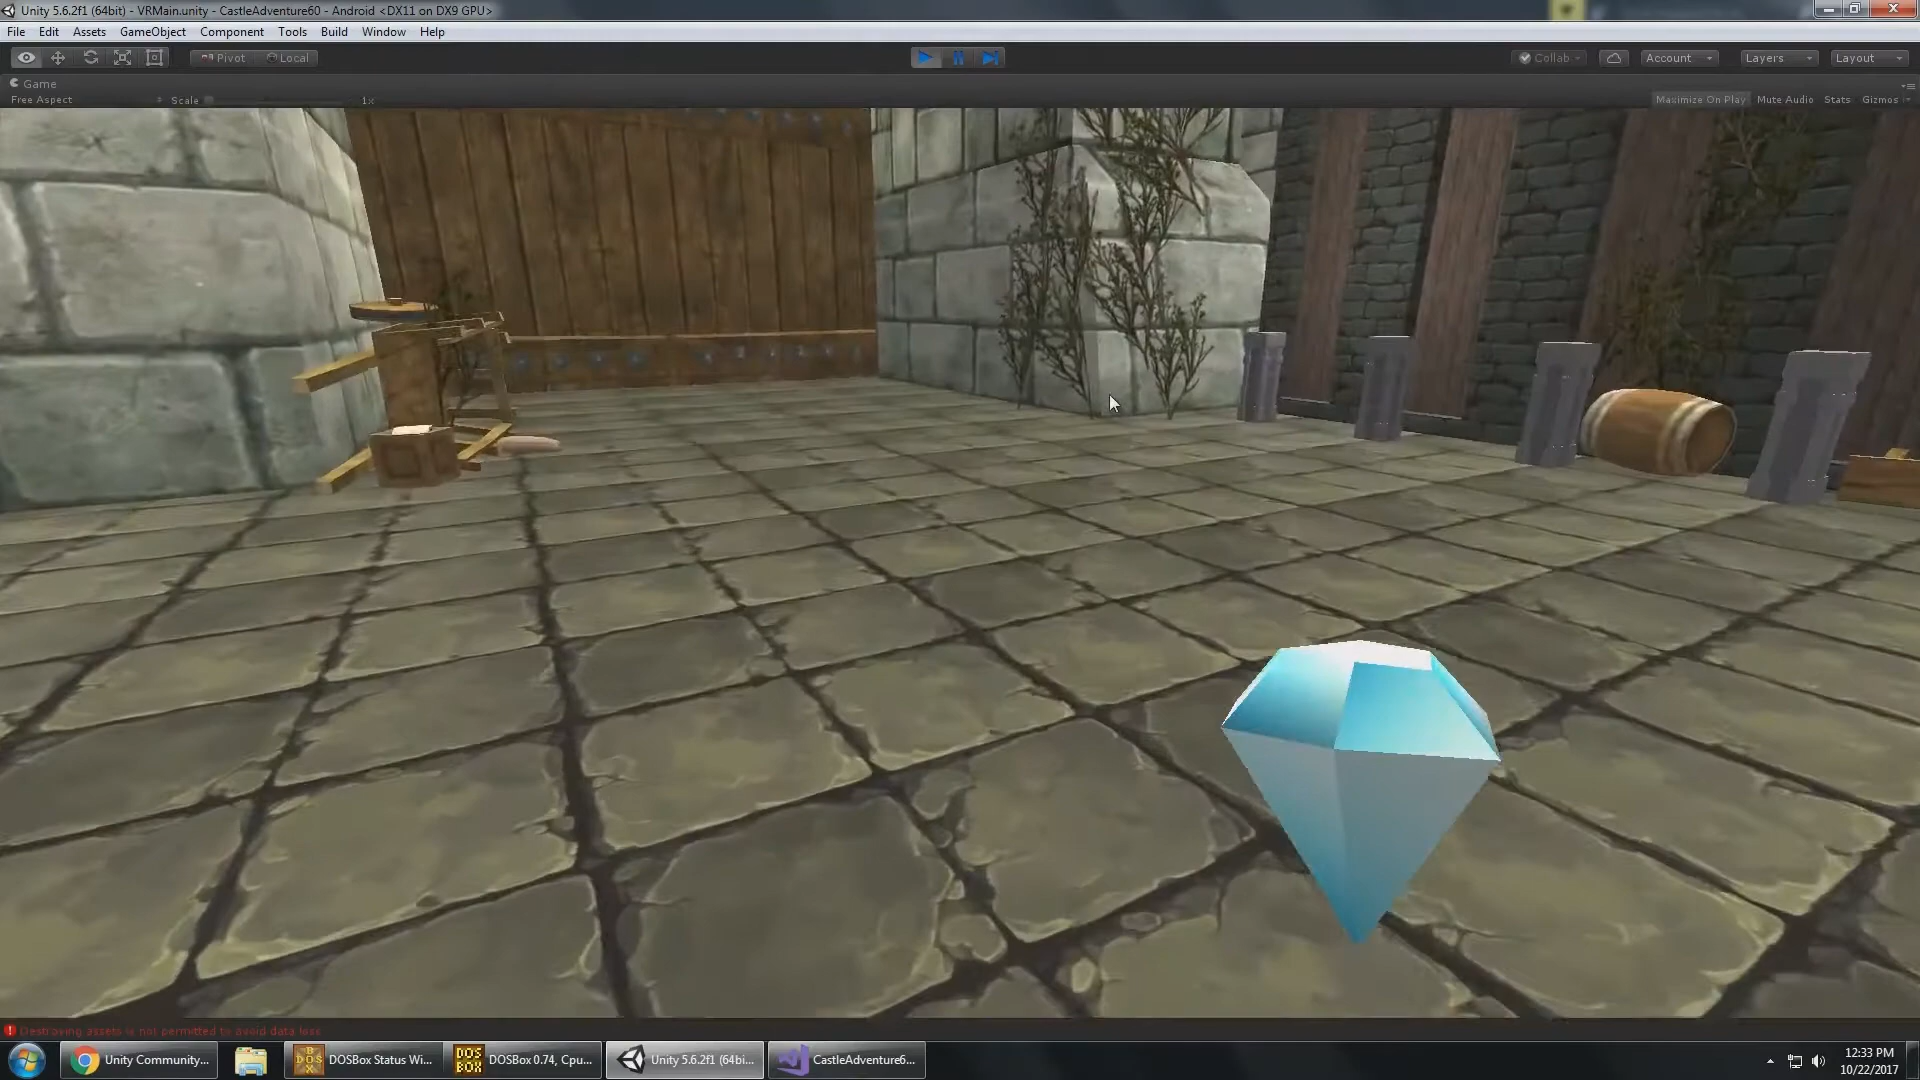 Unity 5.6.2f1 (64bit) - VRMain.unity - CastleAdventure60 - Android <DX11 on DX9 GPU>
File Edit Assets GameObject Component Tools Build Window Help
Pivot Local Collab Account Layers Layout
Game
Free Aspect Scale 1x Maximize On Play Mute Audio Stats Gizmos
Destroying assets is not permitted to avoid data loss
Unity Community... DOSBox Status Wi... DOSBox 0.74, Cpu... Unity 5.6.2f1 (64bi... CastleAdventure6...
12:33 PM
10/22/2017